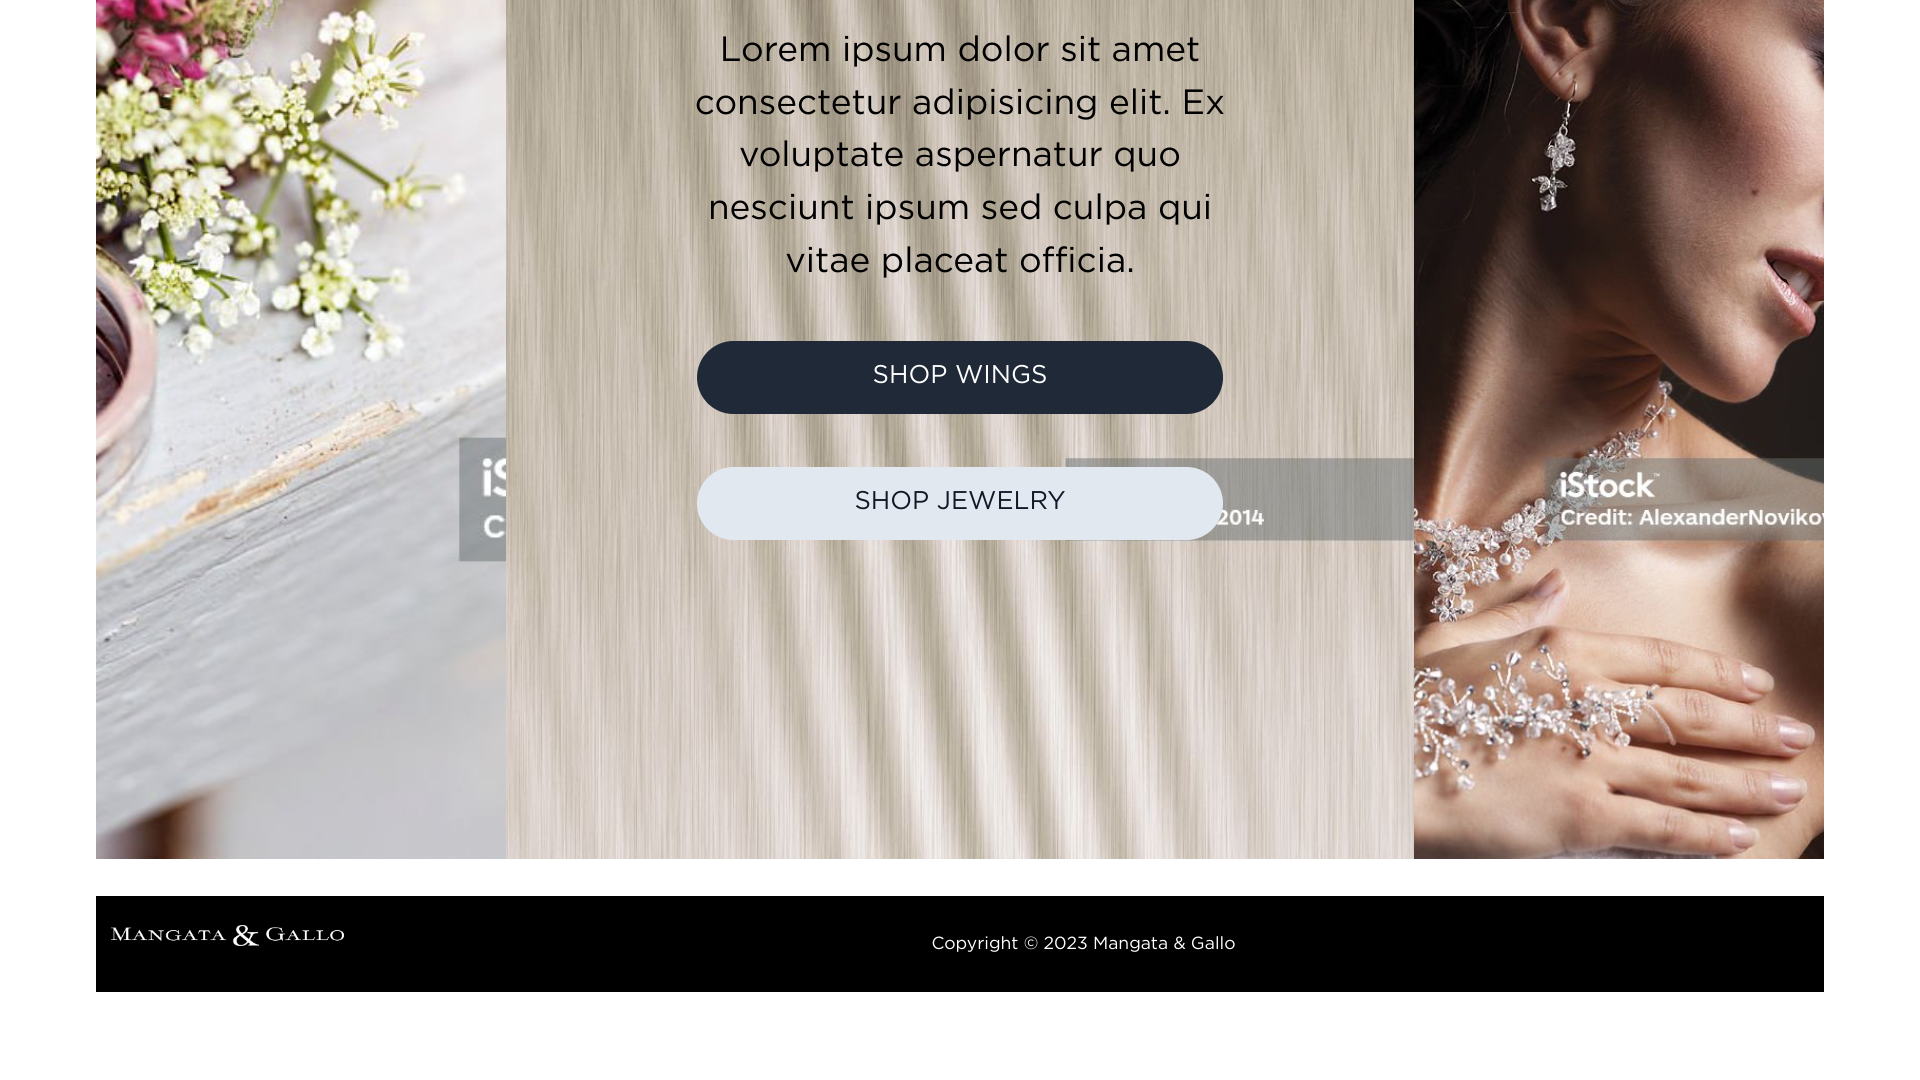 Lorem ipsum dolor sit amet
consectetur adipisicing elit. Ex
voluptate aspernatur quo
nesciunt ipsum sed culpa qui
vitae placeat officia.
SHOP WINGS
SHOP JEWELRY
2014
iS
C
iStock™
Credit: AlexanderNovikov
MANGATA & GALLO
Copyright © 2023 Mangata & Gallo